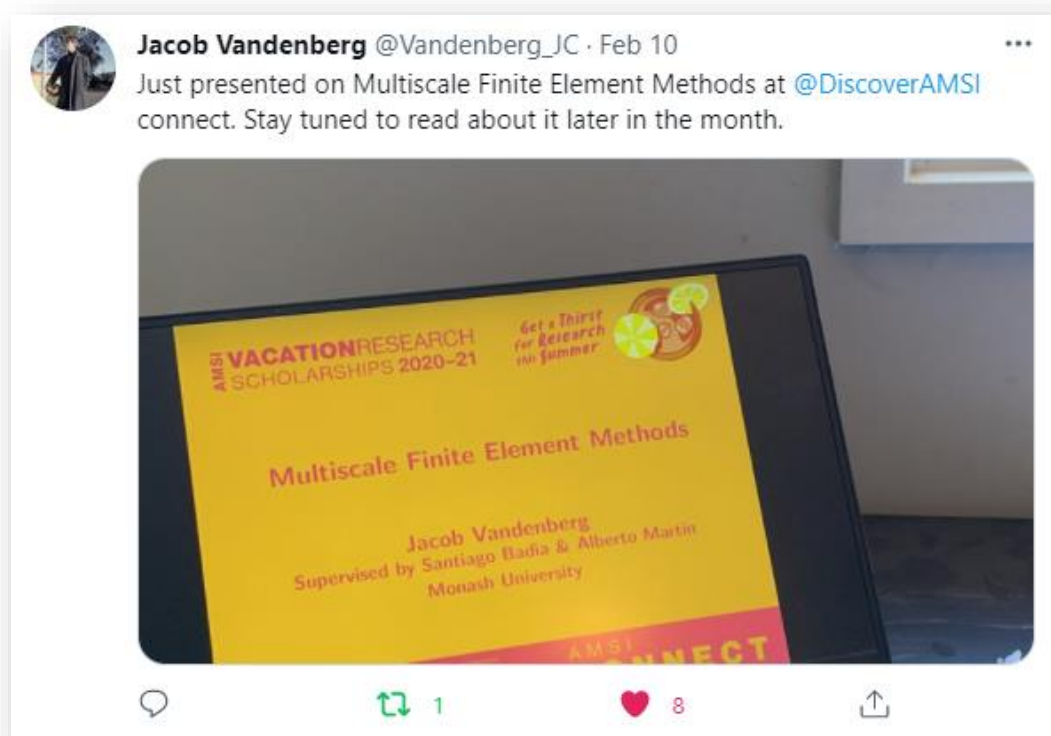 Jacob Vandenberg @Vandenberg_JC · Feb 10
Just presented on Multiscale Finite Element Methods at @DiscoverAMSI
connect. Stay tuned to read about it later in the month.
AMSI
VACATIONRESEARCH
SCHOLARSHIPS 2020-21
Get a Thirst
for Research
this Summer
Multiscale Finite Element Methods
Jacob Vandenberg
Supervised by Santiago Badia & Alberto Martin
Monash University
AMSI
1
8